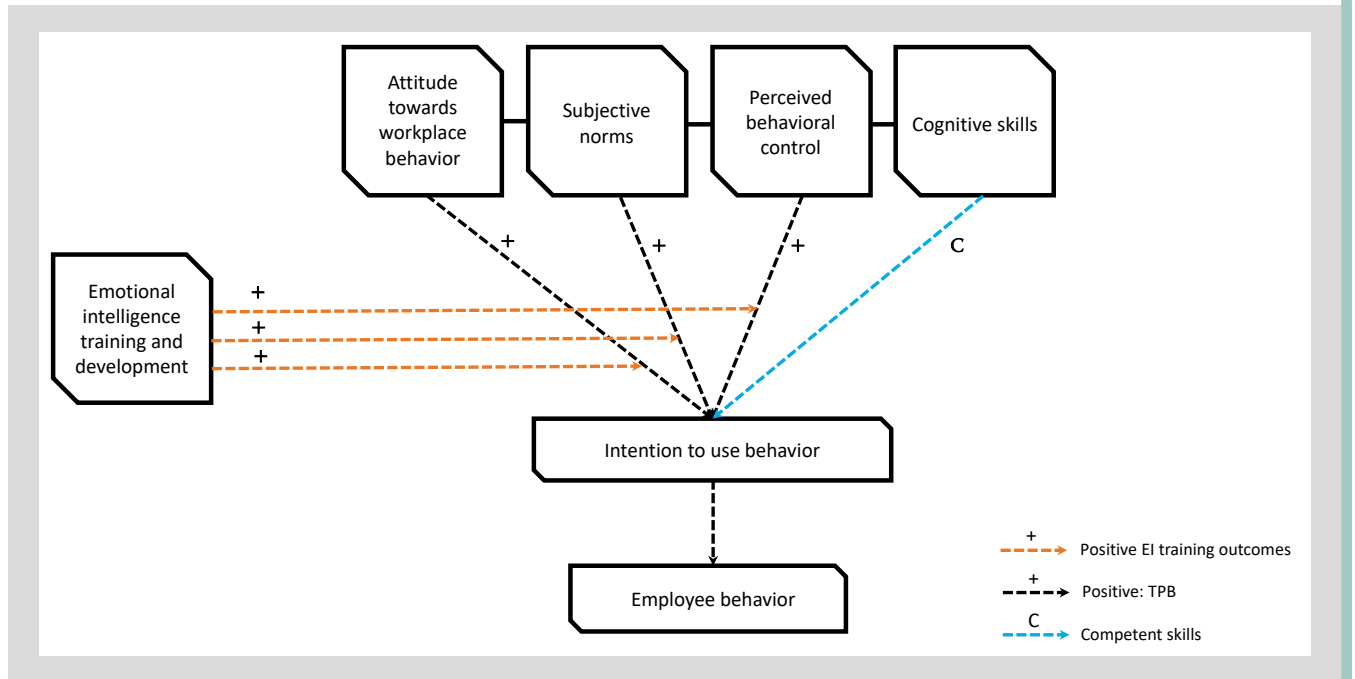 Attitude
towards
workplace
behavior
Subjective
norms
Perceived
behavioral
control
Cognitive skills
+
+
+
C
Emotional
intelligence
training and
development
+
+
+
Intention to use behavior
Employee behavior
+
Positive EI training outcomes
+
Positive: TPB
C
Competent skills